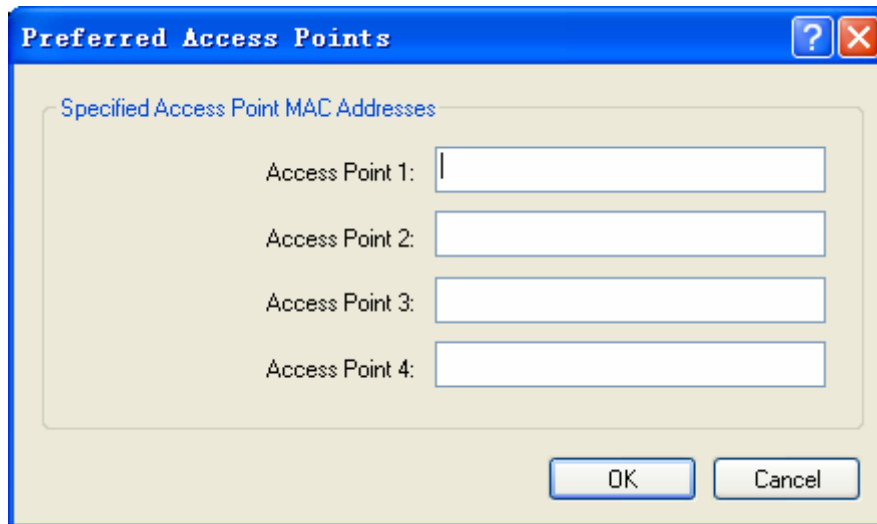 Preferred Access Points
?
Specified Access Point MAC Addresses
Access Point 1:
Access Point 2:
Access Point 3:
Access Point 4:
OK
Cancel